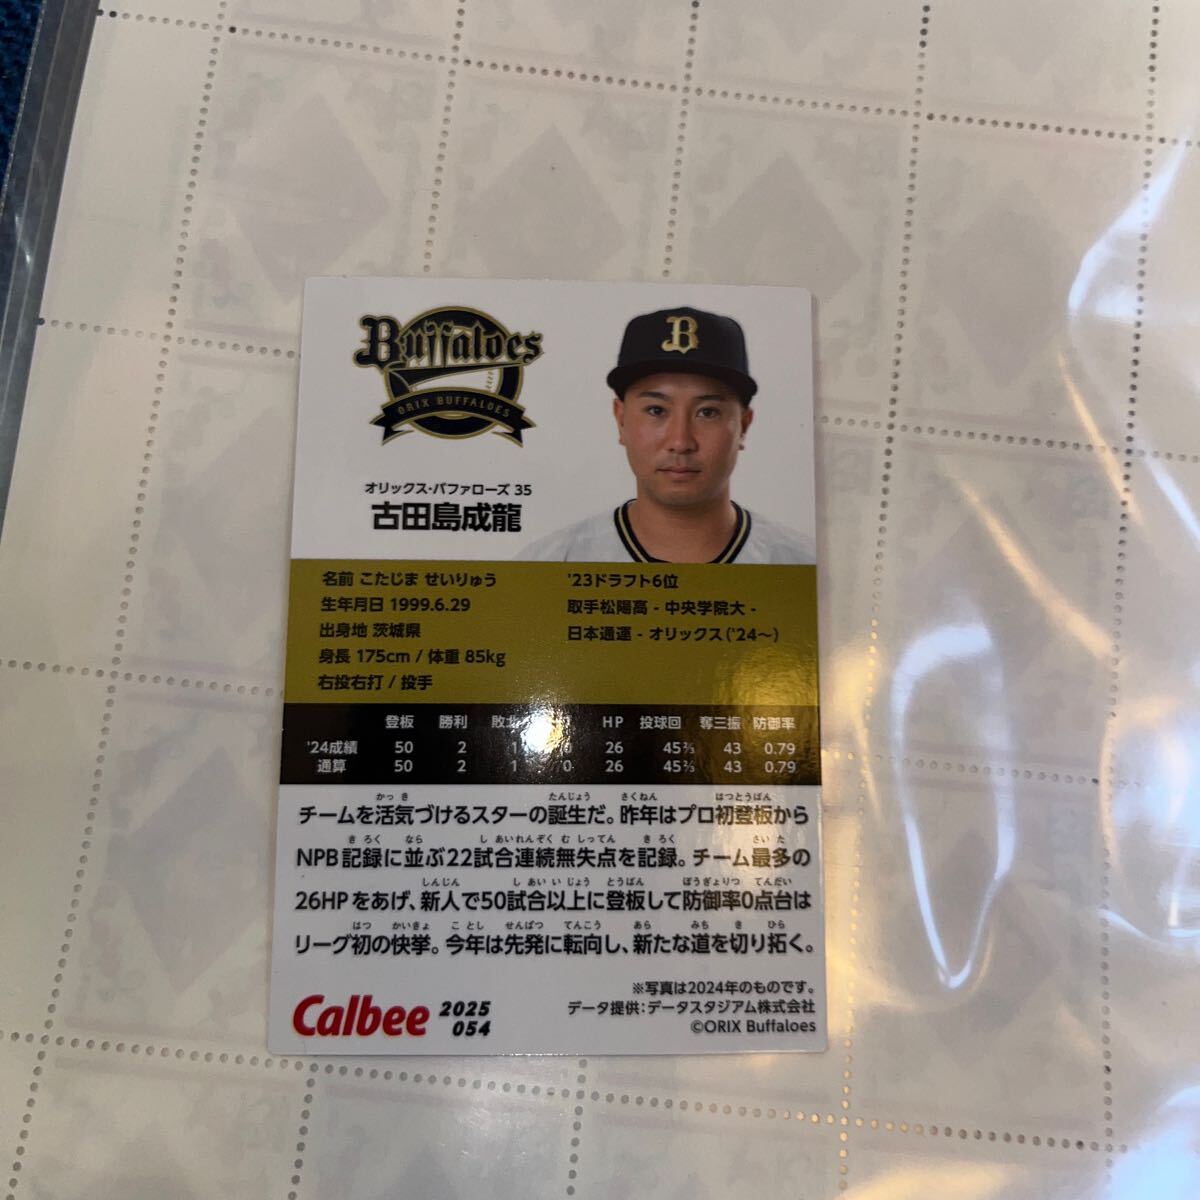 Buffaloes
ORIX BUFFALOES
B
オリックス・バファローズ 35
古田島成龍
名前 こたじま せいりゅう
生年月日 1999.6.29
出身地 茨城県
身長 175cm / 体重 85kg
右投右打 / 投手
'23ドラフト6位
取手松陽高 - 中央学院大 -
日本通運 - オリックス('24〜)
登板 勝利 HP 投球回 奪三振 防御率
'24成績 50 2 1 0 26 45⅔ 43 0.79
通算 50 2 1 0 26 45⅔ 43 0.79
チームを活気づけるスターの誕生だ。昨年はプロ初登板から
NPB記録に並ぶ22試合連続無失点を記録。チーム最多の
26HPをあげ、新人で50試合以上に登板して防御率0点台は
リーグ初の快挙。今年は先発に転向し、新たな道を切り拓く。
※写真は2024年のものです。
データ提供：データスタジアム株式会社
©ORIX Buffaloes
Calbee 2025
054